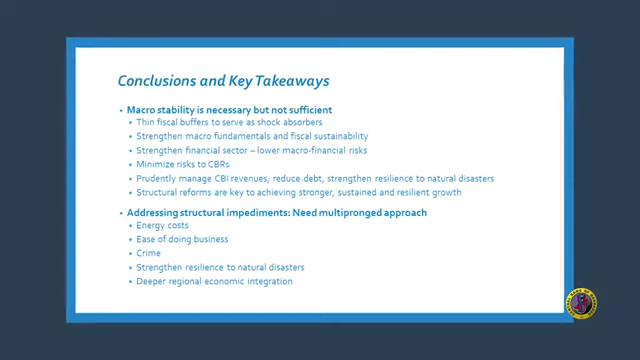 Conclusions and Key Takeaways
• Macro stability is necessary but not sufficient
• Thin fiscal buffers to serve as shock absorbers
• Strengthen macro fundamentals and fiscal sustainability
• Strengthen financial sector – lower macro-financial risks
• Minimize risks to CBRs
• Prudently manage CBI revenues; reduce debt, strengthen resilience to natural disasters
• Structural reforms are key to achieving stronger, sustained and resilient growth
• Addressing structural impediments: Need multipronged approach
• Energy costs
• Ease of doing business
• Crime
• Strengthen resilience to natural disasters
• Deeper regional economic integration